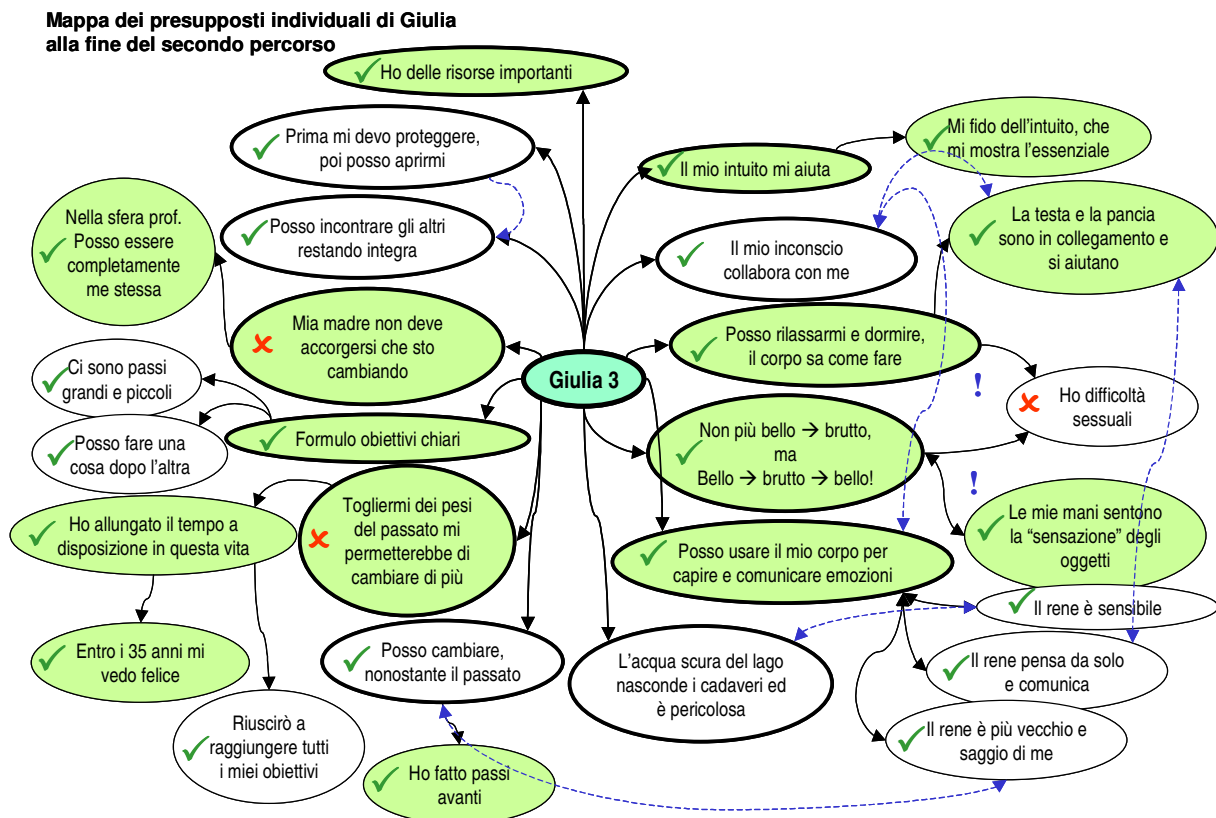 Mappa dei presupposti individuali di Giulia
alla fine del secondo percorso
Ho delle risorse importanti
Prima mi devo proteggere,
poi posso aprirmi
Posso incontrare gli altri
restando integra
Nella sfera prof.
Posso essere
completamente
me stessa
Mia madre non deve
accorgersi che sto
cambiando
Ci sono passi
grandi e piccoli
Posso fare una
cosa dopo l'altra
Formulo obiettivi chiari
Togliermi dei pesi
del passato mi
permetterebbe di
cambiare di più
Ho allungato il tempo a
disposizione in questa vita
Entro i 35 anni mi
vedo felice
Riuscirò a
raggiungere tutti
i miei obiettivi
Posso cambiare,
nonostante il passato
Ho fatto passi
avanti
Giulia 3
Il mio intuito mi aiuta
Mi fido dell'intuito, che
mi mostra l'essenziale
Il mio inconscio
collabora con me
La testa e la pancia
sono in collegamento e
si aiutano
Posso rilassarmi e dormire,
il corpo sa come fare
!
Ho difficoltà
sessuali
Non più bello → brutto,
ma
Bello → brutto → bello!
!
Le mie mani sentono
la "sensazione" degli
oggetti
Posso usare il mio corpo per
capire e comunicare emozioni
Il rene è sensibile
Il rene pensa da solo
e comunica
Il rene è più vecchio e
saggio di me
L'acqua scura del lago
nasconde i cadaveri ed
è pericolosa